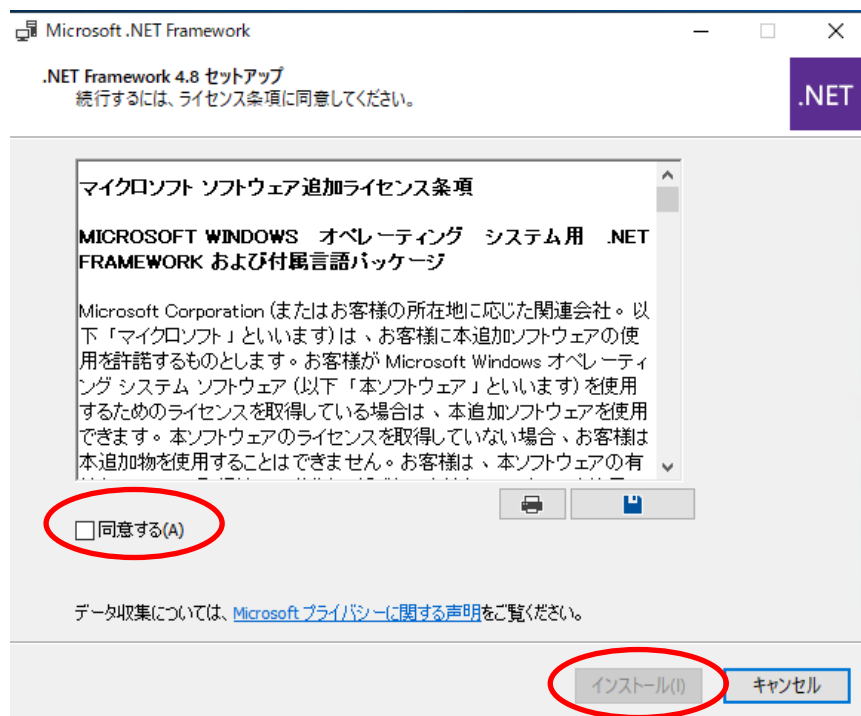 Microsoft .NET Framework
.NET Framework 4.8 セットアップ
続行するには、ライセンス条項に同意してください。
.NET
マイクロソフト ソフトウェア追加ライセンス条項
MICROSOFT WINDOWS オペレーティング システム用 .NET
FRAMEWORK および付属言語パッケージ
Microsoft Corporation (またはお客様の所在地に応じた関連会社。以
下「マイクロソフト」といいます) は、お客様に本追加ソフトウェアの使
用を許諾するものとします。お客様が Microsoft Windows オペレーティ
ング システム ソフトウェア (以下「本ソフトウェア」といいます) を使用
するためのライセンスを取得している場合は、本追加ソフトウェアを使用
できます。本ソフトウェアのライセンスを取得していない場合、お客様は
本追加物を使用することはできません。お客様は、本ソフトウェアの有
同意する(A)
データ収集については、Microsoft プライバシーに関する声明をご覧ください。
インストール(I)
キャンセル